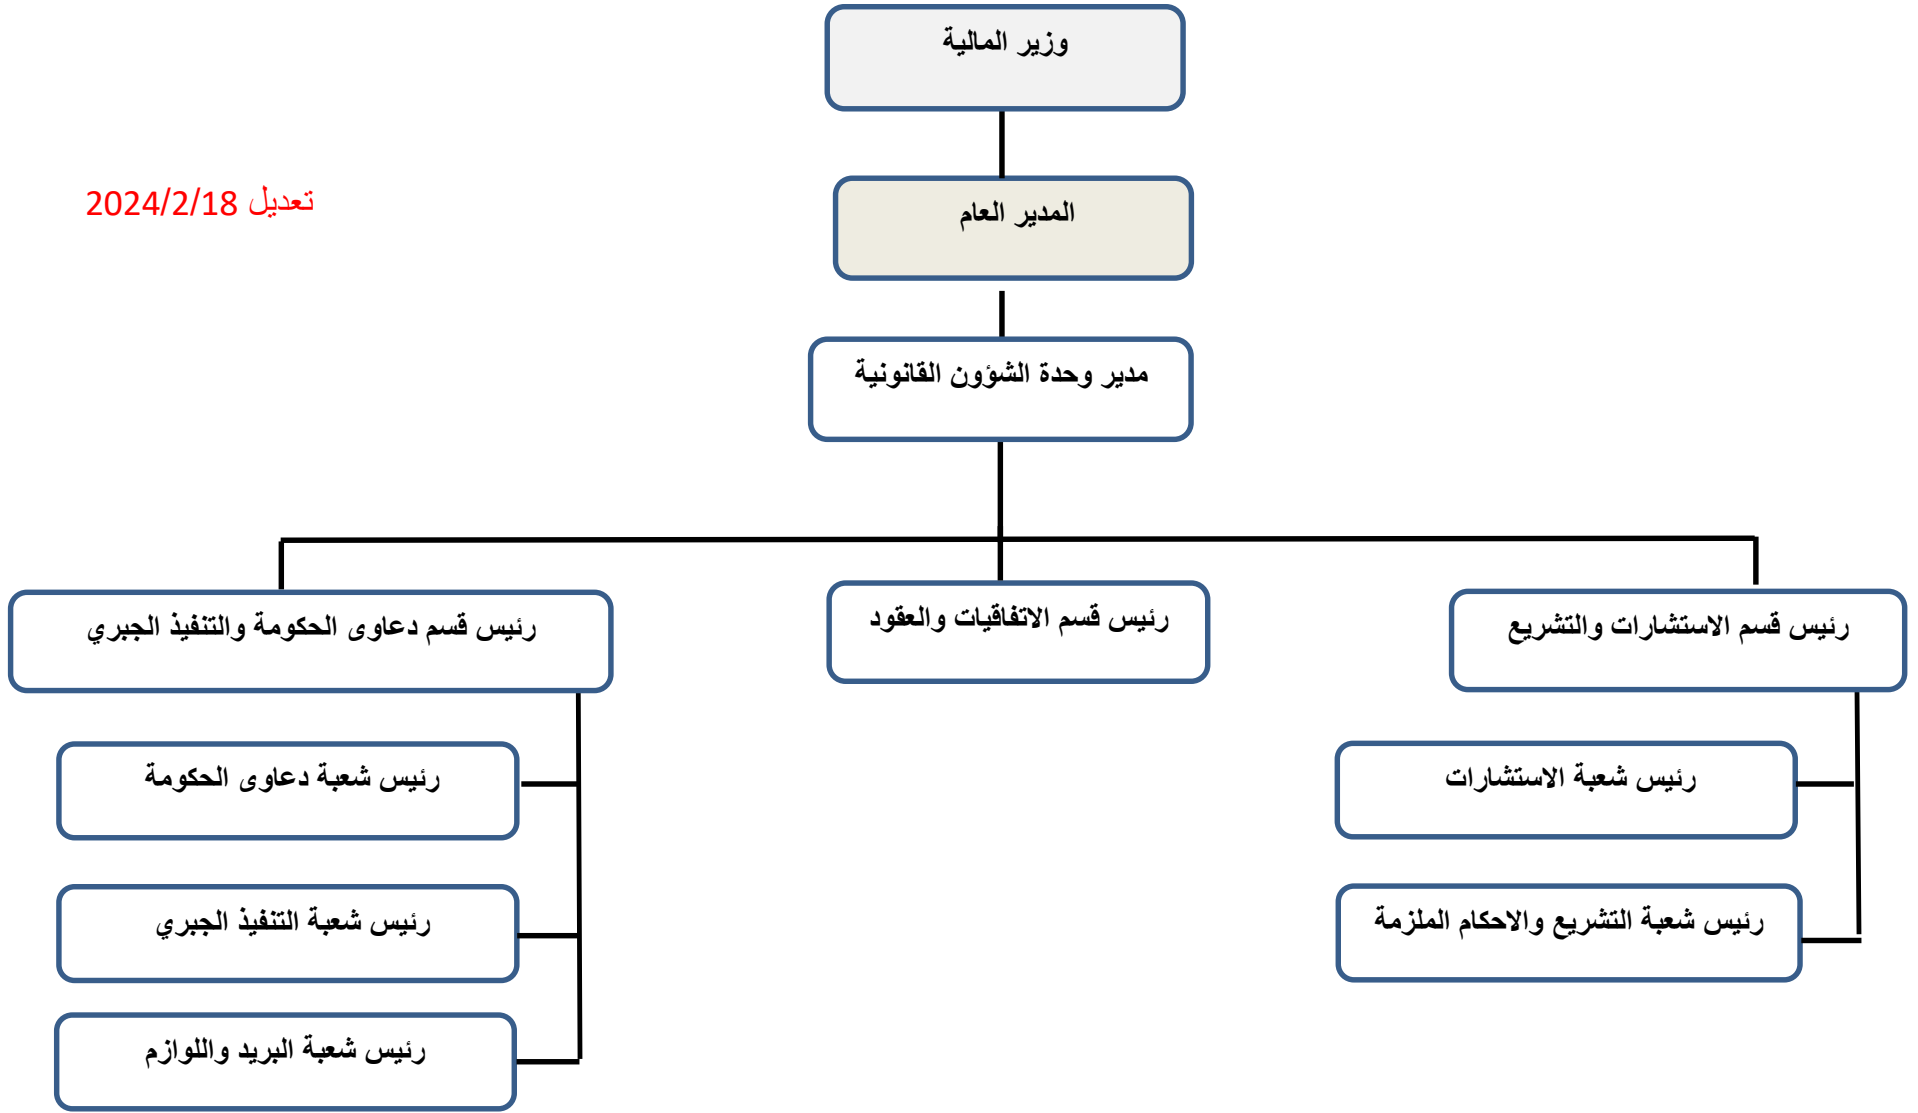 وزير المالية
تعديل 2024/2/18
المدير العام
مدير وحدة الشؤون القانونية
رئيس قسم الاستشارات والتشريع
رئيس قسم الاتفاقيات والعقود
رئيس قسم دعاوى الحكومة والتنفيذ الجبري
رئيس شعبة الاستشارات
رئيس شعبة دعاوى الحكومة
رئيس شعبة التشريع والاحكام الملزمة
رئيس شعبة التنفيذ الجبري
رئيس شعبة البريد واللوازم